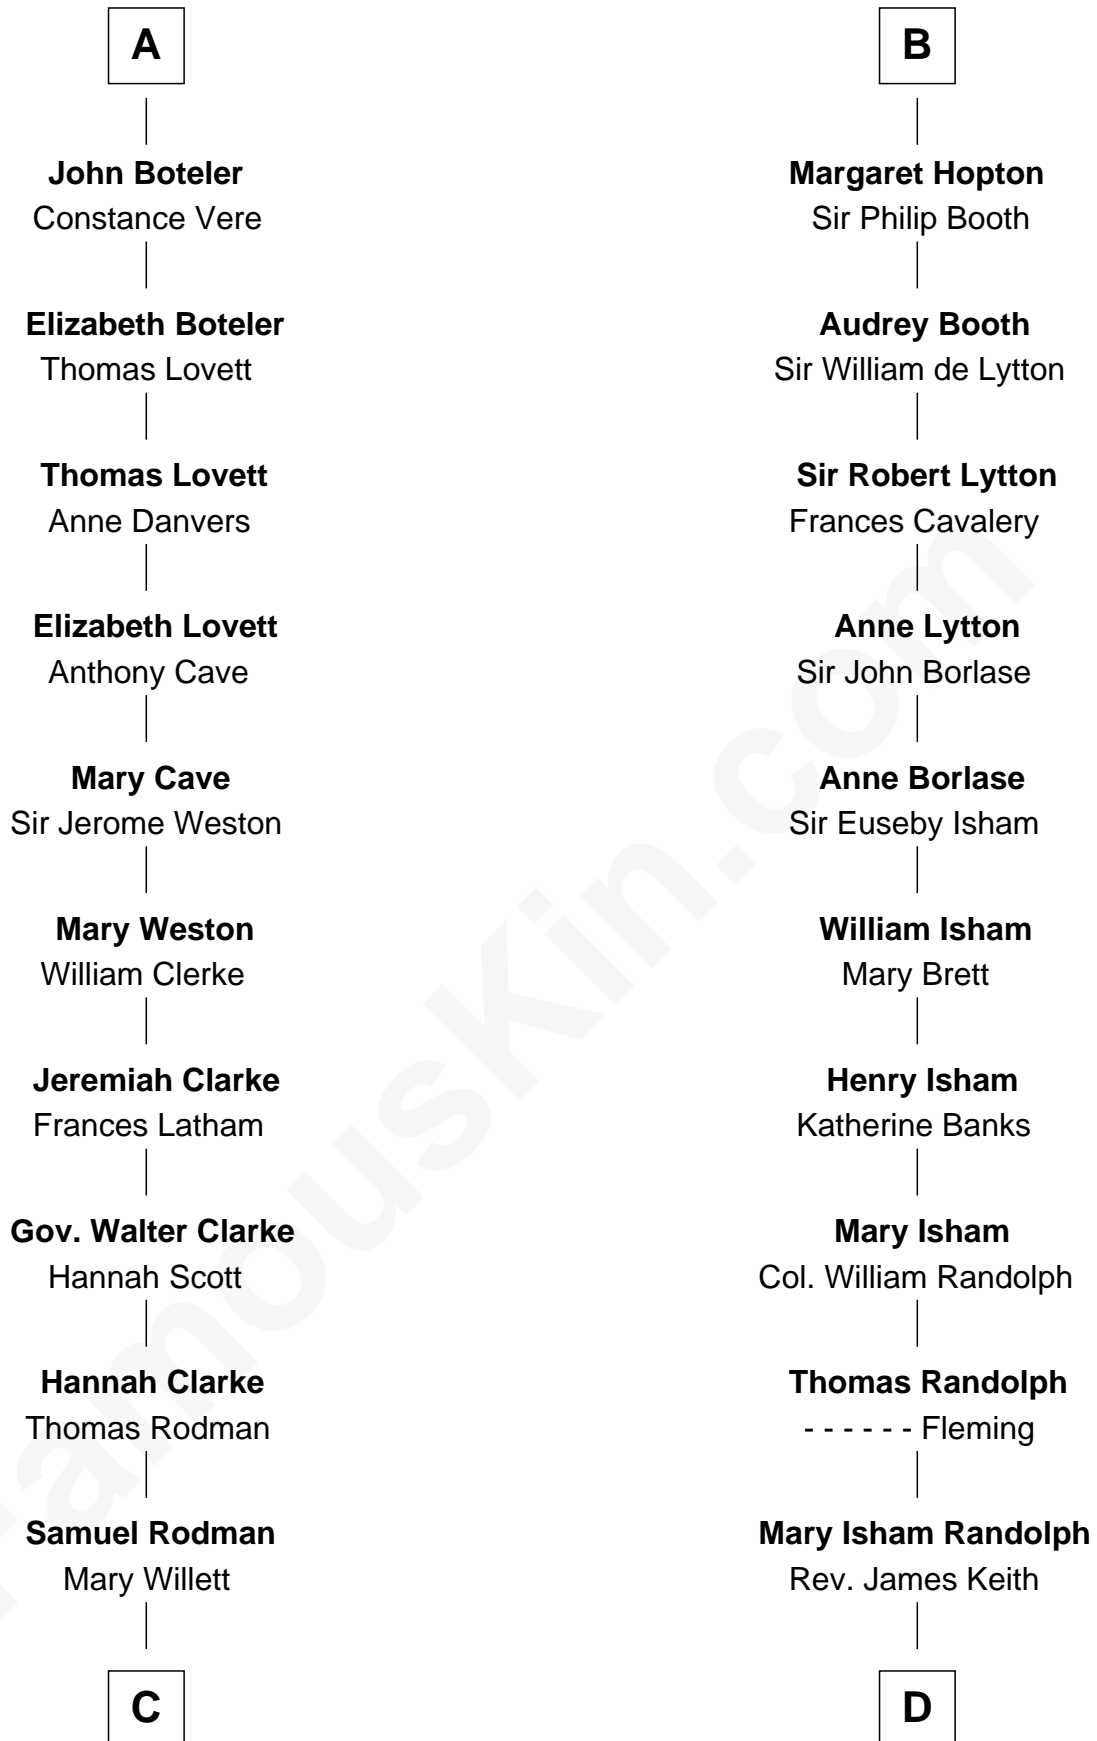 A
John Boteler
Constance Vere
Elizabeth Boteler
Thomas Lovett
Thomas Lovett
Anne Danvers
Elizabeth Lovett
Anthony Cave
Mary Cave
Sir Jerome Weston
Mary Weston
William Clerke
Jeremiah Clarke
Frances Latham
Gov. Walter Clarke
Hannah Scott
Hannah Clarke
Thomas Rodman
Samuel Rodman
Mary Willett
C
B
Margaret Hopton
Sir Philip Booth
Audrey Booth
Sir William de Lytton
Sir Robert Lytton
Frances Cavalery
Anne Lytton
Sir John Borlase
Anne Borlase
Sir Euseby Isham
William Isham
Mary Brett
Henry Isham
Katherine Banks
Mary Isham
Col. William Randolph
Thomas Randolph
- - - - - - Fleming
Mary Isham Randolph
Rev. James Keith
D
FamousKin.com